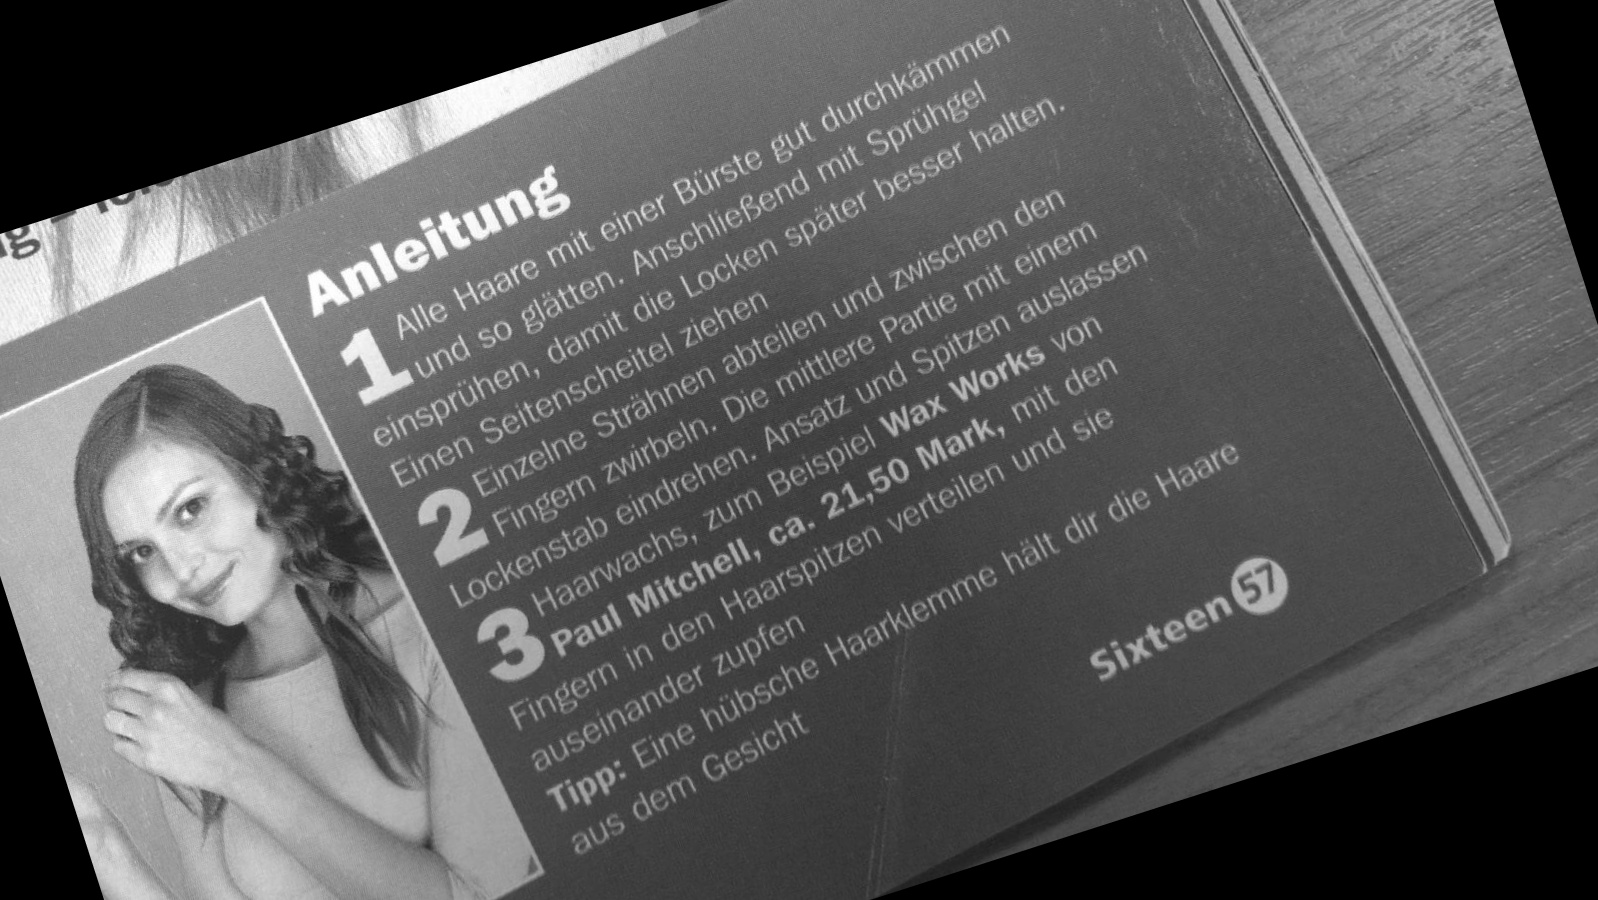 Anleitung
1 Alle Haare mit einer Bürste gut durchkämmen
und so glätten. Anschließend mit Sprühgel
einsprühen, damit die Locken später besser halten.
Einen Seitenscheitel ziehen
2 Einzelne Strähnen abteilen und zwischen den
Fingern zwirbeln. Die mittlere Partie mit einem
Lockenstab eindrehen. Ansatz und Spitzen auslassen
3 Haarwachs, zum Beispiel Wax Works von
Paul Mitchell, ca. 21,50 Mark, mit den
Fingern in den Haarspitzen verteilen und sie
auseinander zupfen
Tipp: Eine hübsche Haarklemme hält dir die Haare
aus dem Gesicht
Sixteen 57